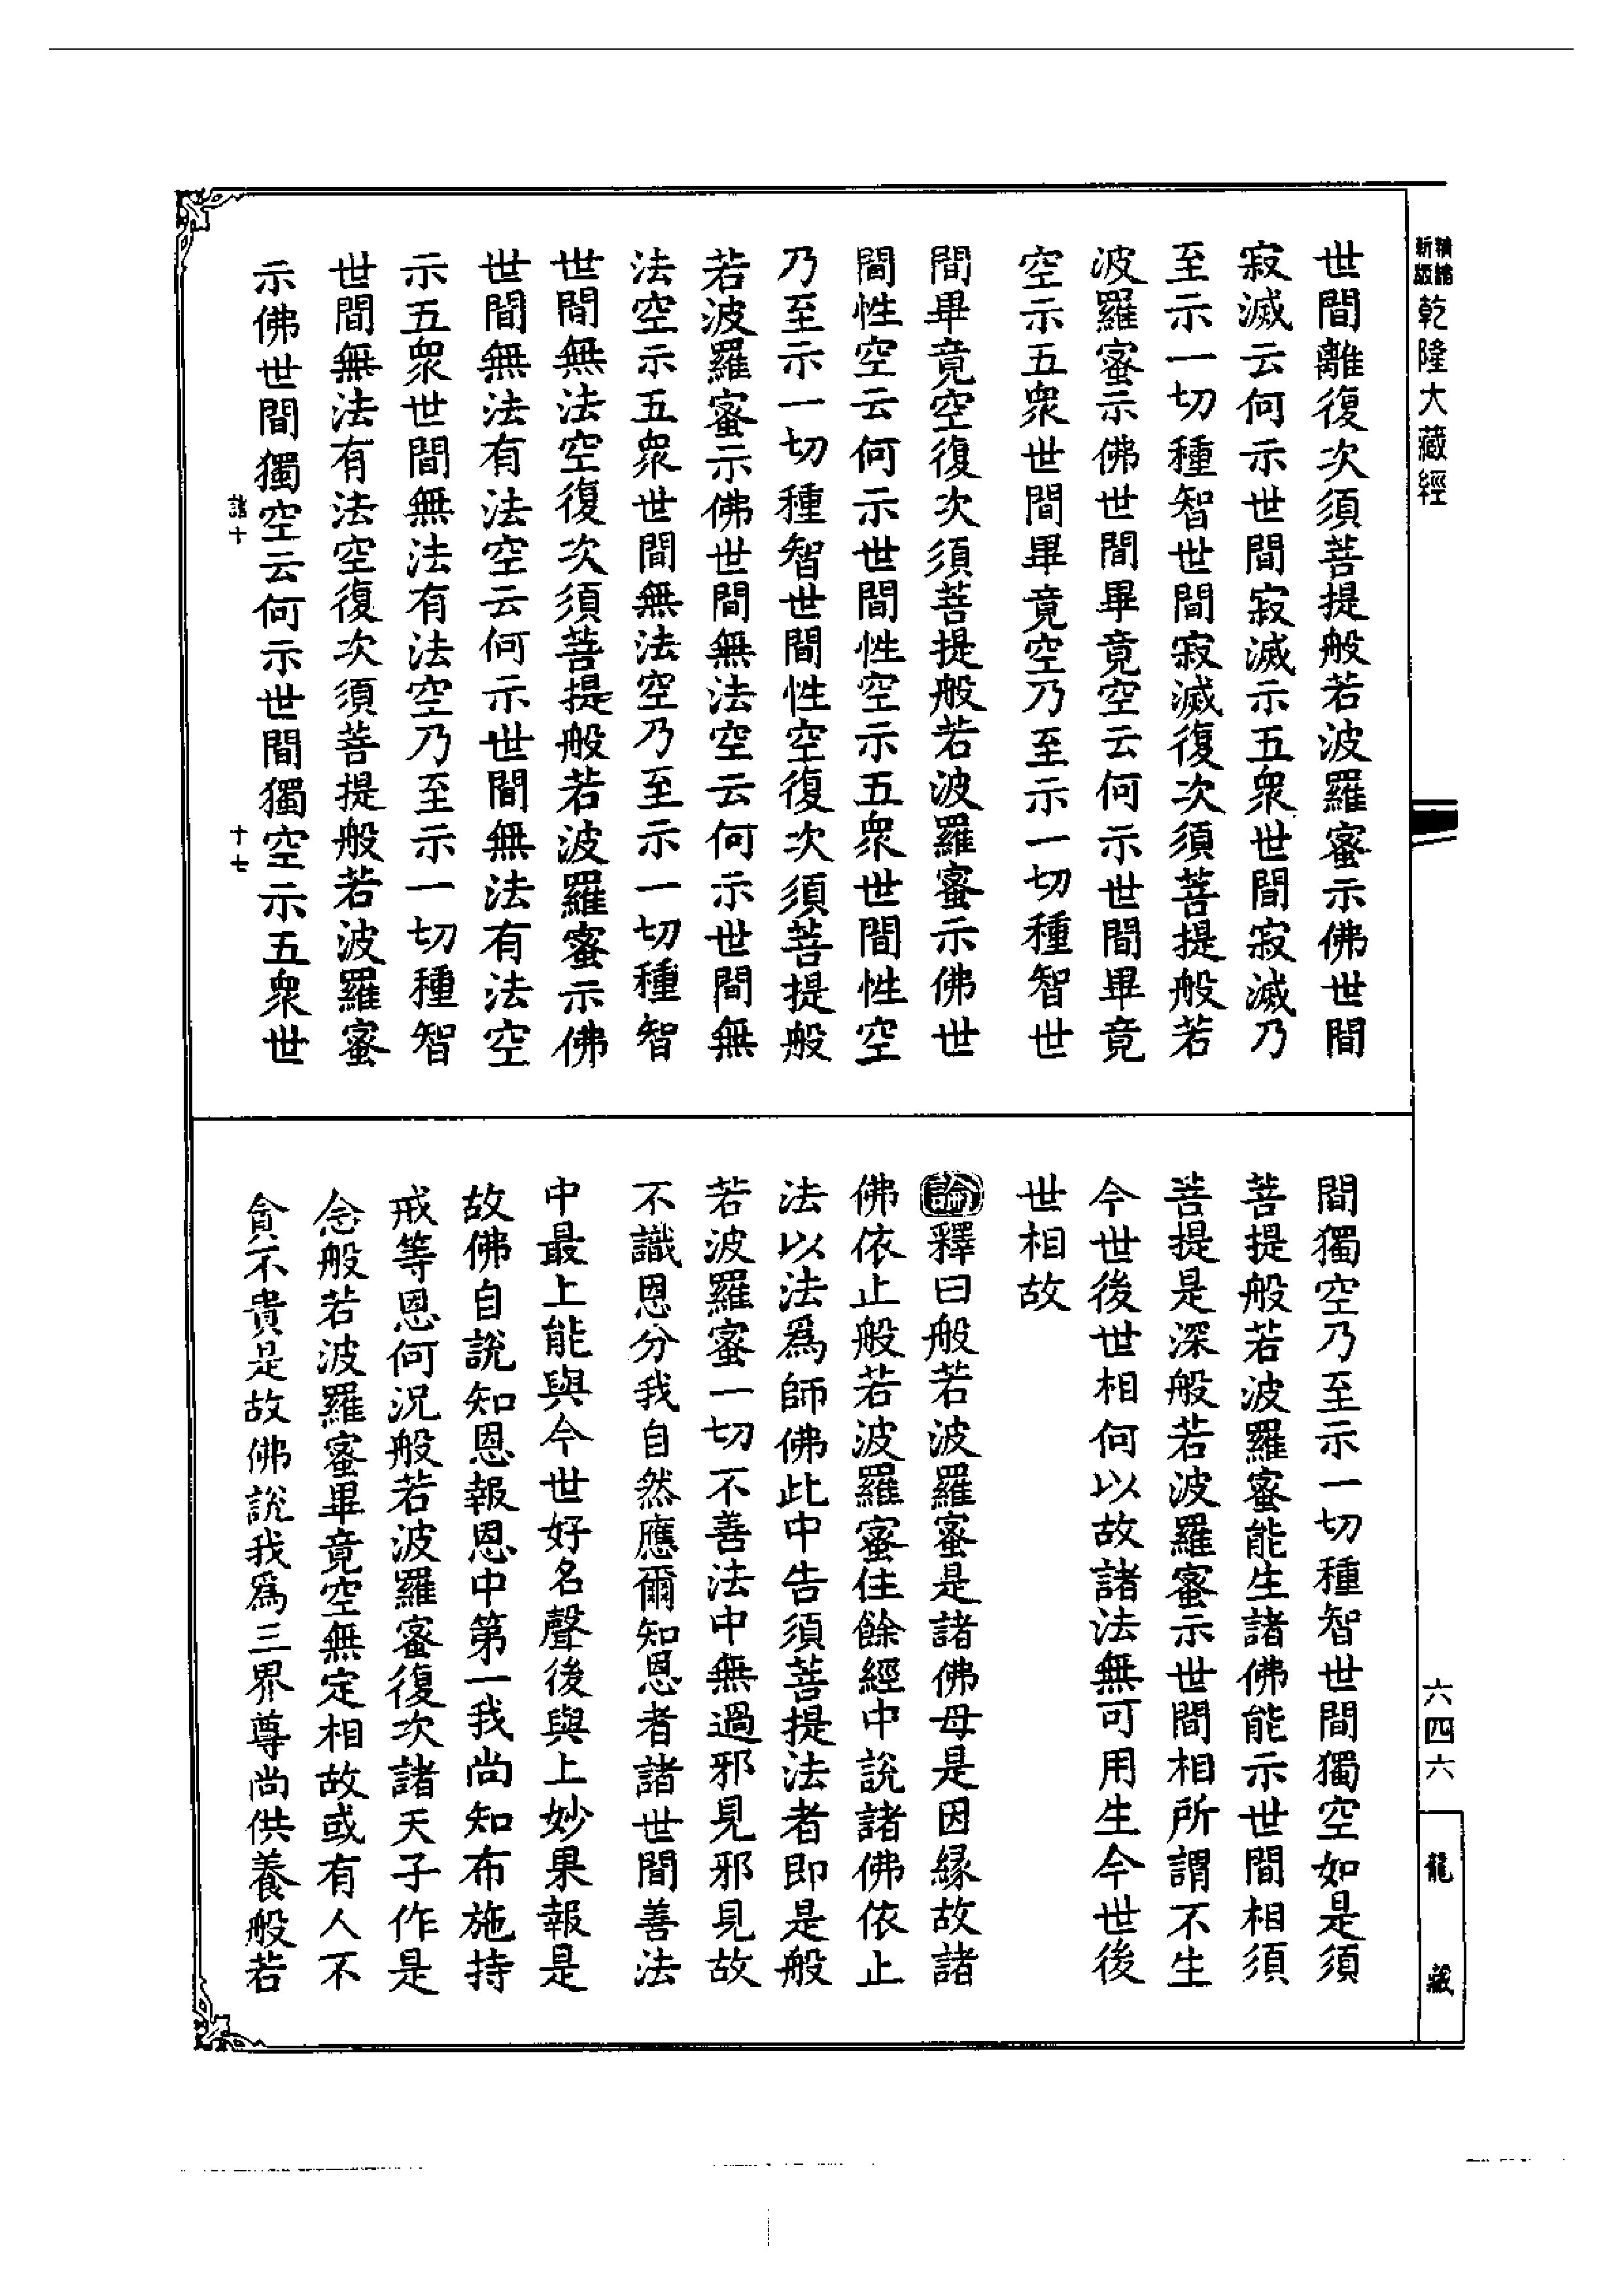 新版 精譜 乾隆大藏經
世間離復次須菩提般若波羅蜜示佛世間
寂滅云何示世間寂滅示五衆世間寂滅乃
至示一切種智世間寂滅復次須菩提般若
波羅蜜示佛世間畢竟空云何示世間畢竟
空示五衆世間畢竟空乃至示一切種智世
間畢竟空復次須菩提般若波羅蜜示佛世
間性空云何示世間性空示五衆世間性空
乃至示一切種智世間性空復次須菩提般
若波羅蜜示佛世間無法空云何示世間無
法空示五衆世間無法空乃至示一切種智
世間無法空復次須菩提般若波羅蜜示佛
世間無法有法空云何示世間無法有法空
示五衆世間無法有法空乃至示一切種智
世間無法有法空復次須菩提般若波羅蜜
示佛世間獨空云何示世間獨空示五衆世
十七
間獨空乃至示一切種智世間獨空如是須
菩提般若波羅蜜能生諸佛能示世間相須
菩提是深般若波羅蜜示世間相所謂不生
今世後世相何以故諸法無可用生今世後
世相故
論釋曰般若波羅蜜是諸佛母是因緣故諸
佛依止般若波羅蜜住餘經中說諸佛依止
法以法爲師佛此中告須菩提法者即是般
若波羅蜜一切不善法中無過邪見邪見故
不識恩分我自然應爾知恩者諸世間善法
中最上能與今世好名聲後與上妙果報是
故佛自說知恩報恩中第一我尚知布施持
戒等恩何況般若波羅蜜復次諸天子作是
念般若波羅蜜畢竟空無定相故或有人不
貪不貴是故佛說我爲三界尊尚供養般若
六四六
龍藏